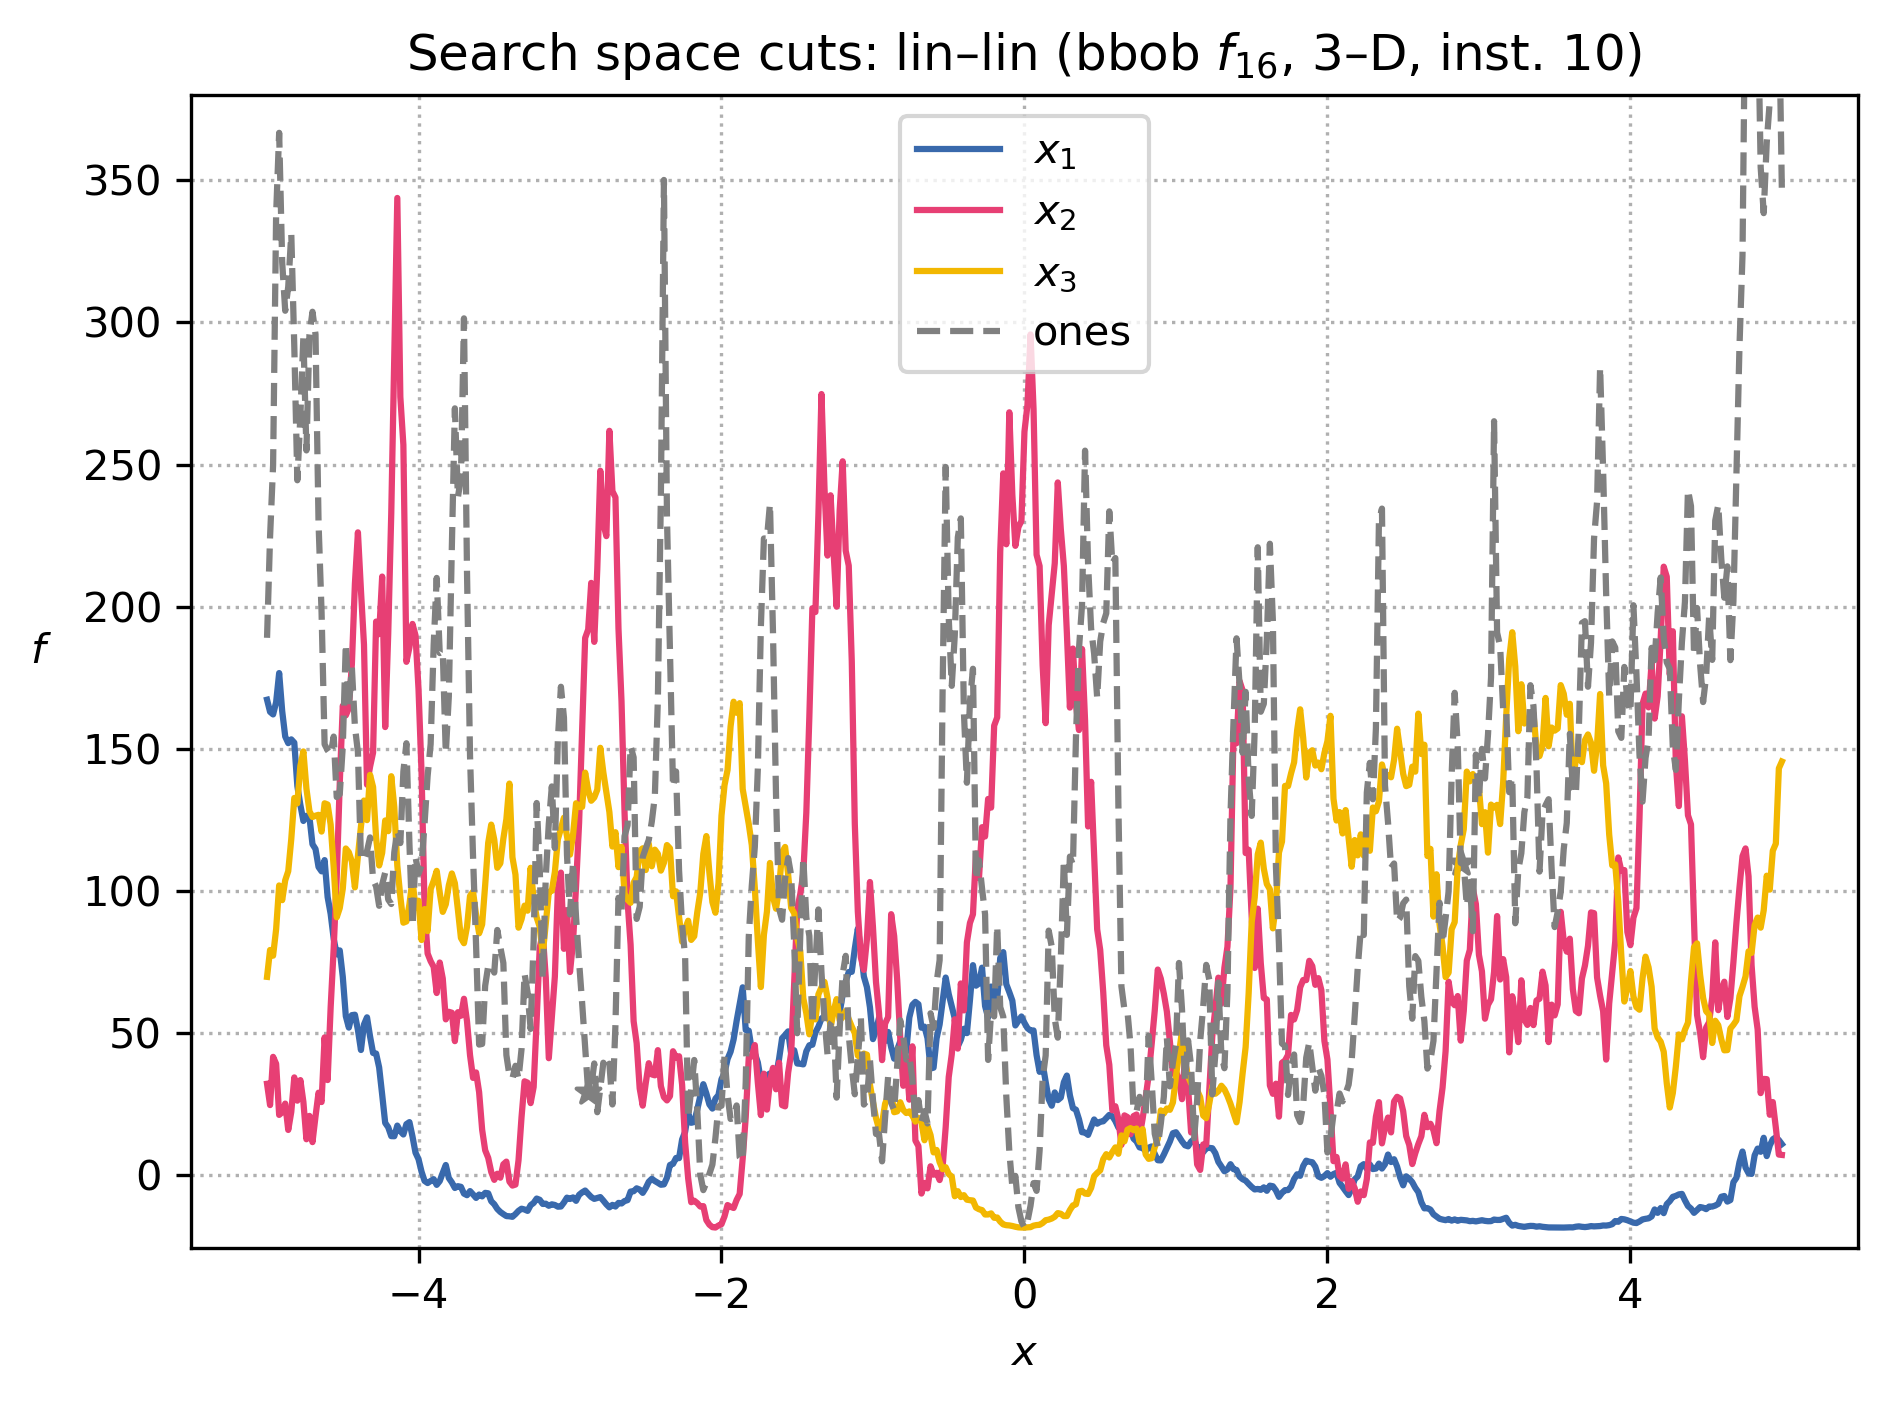 Search space cuts: lin–lin (bbob f₁₆, 3–D, inst. 10)
x₁
x₂
x₃
ones
350
300
250
200
150
100
50
0
f
−4
−2
0
2
4
x